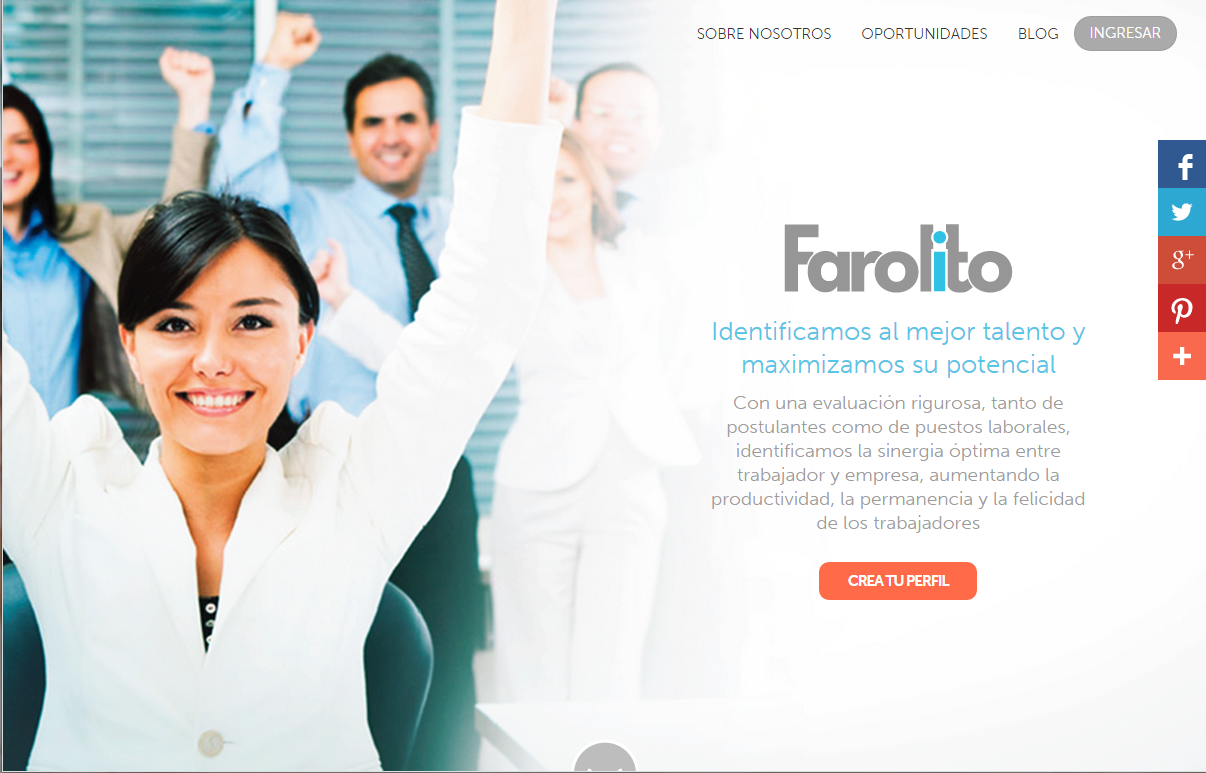 SOBRE NOSOTROS OPORTUNIDADES BLOG INGRESAR
Farolito
Identificamos al mejor talento y
maximizamos su potencial
Con una evaluación rigurosa, tanto de
postulantes como de puestos laborales,
identificamos la sinergia óptima entre
trabajador y empresa, aumentando la
productividad, la permanencia y la felicidad
de los trabajadores
CREA TU PERFIL